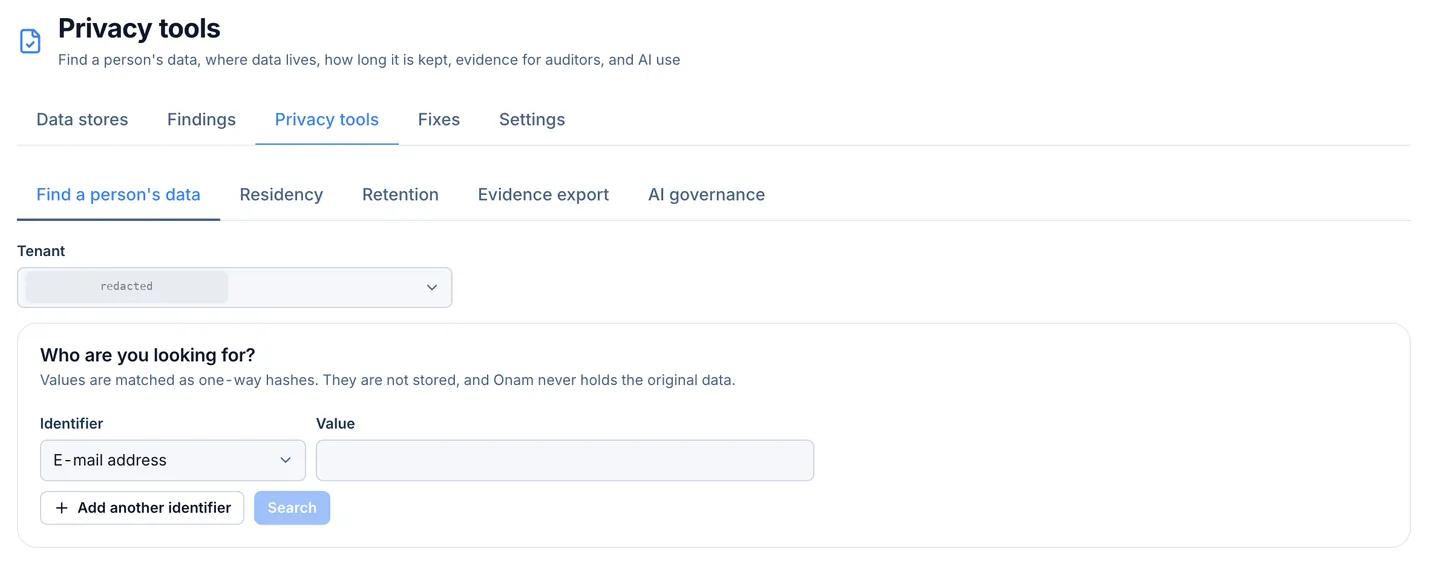 Privacy tools
Find a person's data, where data lives, how long it is kept, evidence for auditors, and AI use
Data stores Findings Privacy tools Fixes Settings
Find a person's data Residency Retention Evidence export AI governance
Tenant
redacted
Who are you looking for?
Values are matched as one-way hashes. They are not stored, and Onam never holds the original data.
Identifier Value
E-mail address
+ Add another identifier Search